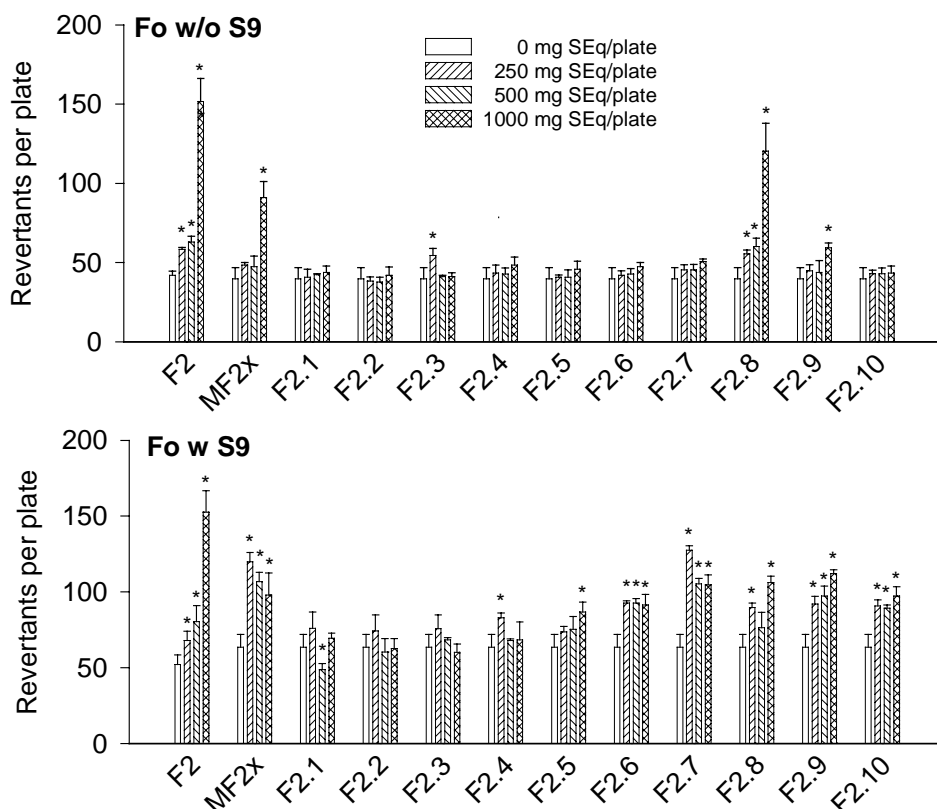 Fo w/o S9
0 mg SEq/plate
250 mg SEq/plate
500 mg SEq/plate
1000 mg SEq/plate
Revertants per plate
200
150
100
50
0
* * * * * * * * * *
F2 MF2x F2.1 F2.2 F2.3 F2.4 F2.5 F2.6 F2.7 F2.8 F2.9 F2.10
Fo w S9
Revertants per plate
200
150
100
50
0
* * * * * * * * * * * * * * * * * * * * * * * *
F2 MF2x F2.1 F2.2 F2.3 F2.4 F2.5 F2.6 F2.7 F2.8 F2.9 F2.10